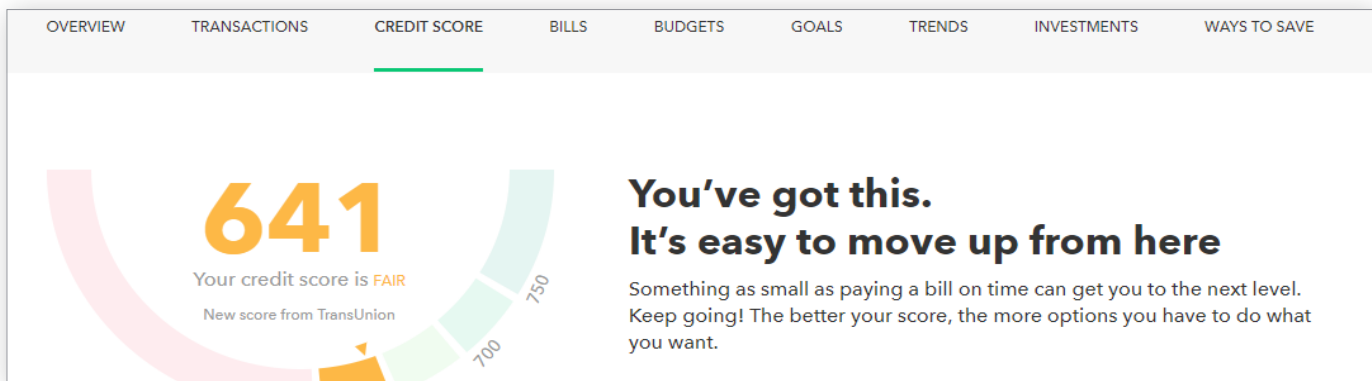 OVERVIEW TRANSACTIONS CREDIT SCORE BILLS BUDGETS GOALS TRENDS INVESTMENTS WAYS TO SAVE
641
Your credit score is FAIR
New score from TransUnion
750
700
You've got this.
It's easy to move up from here
Something as small as paying a bill on time can get you to the next level.
Keep going! The better your score, the more options you have to do what
you want.